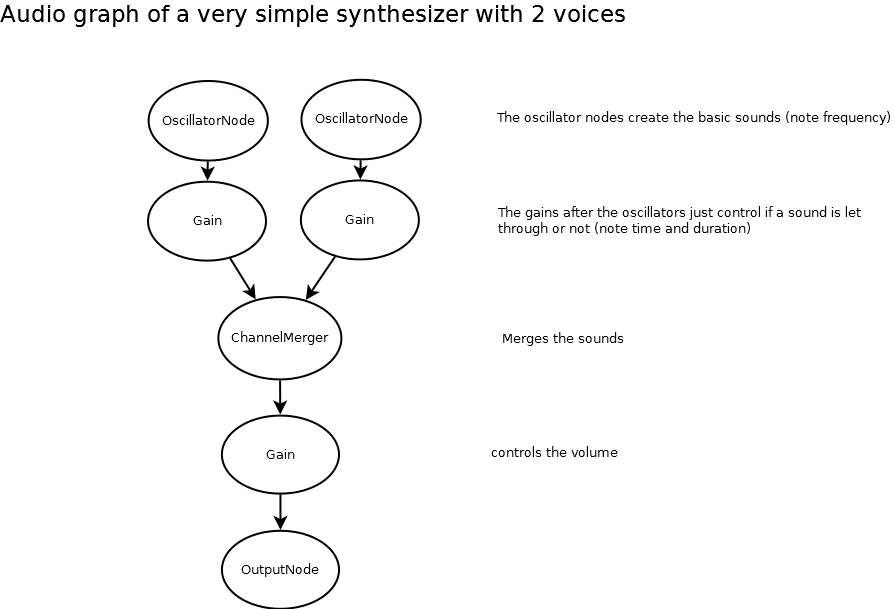 Audio graph of a very simple synthesizer with 2 voices
OscillatorNode
OscillatorNode
The oscillator nodes create the basic sounds (note frequency)
Gain
Gain
The gains after the oscillators just control if a sound is let
through or not (note time and duration)
ChannelMerger
Merges the sounds
Gain
controls the volume
OutputNode